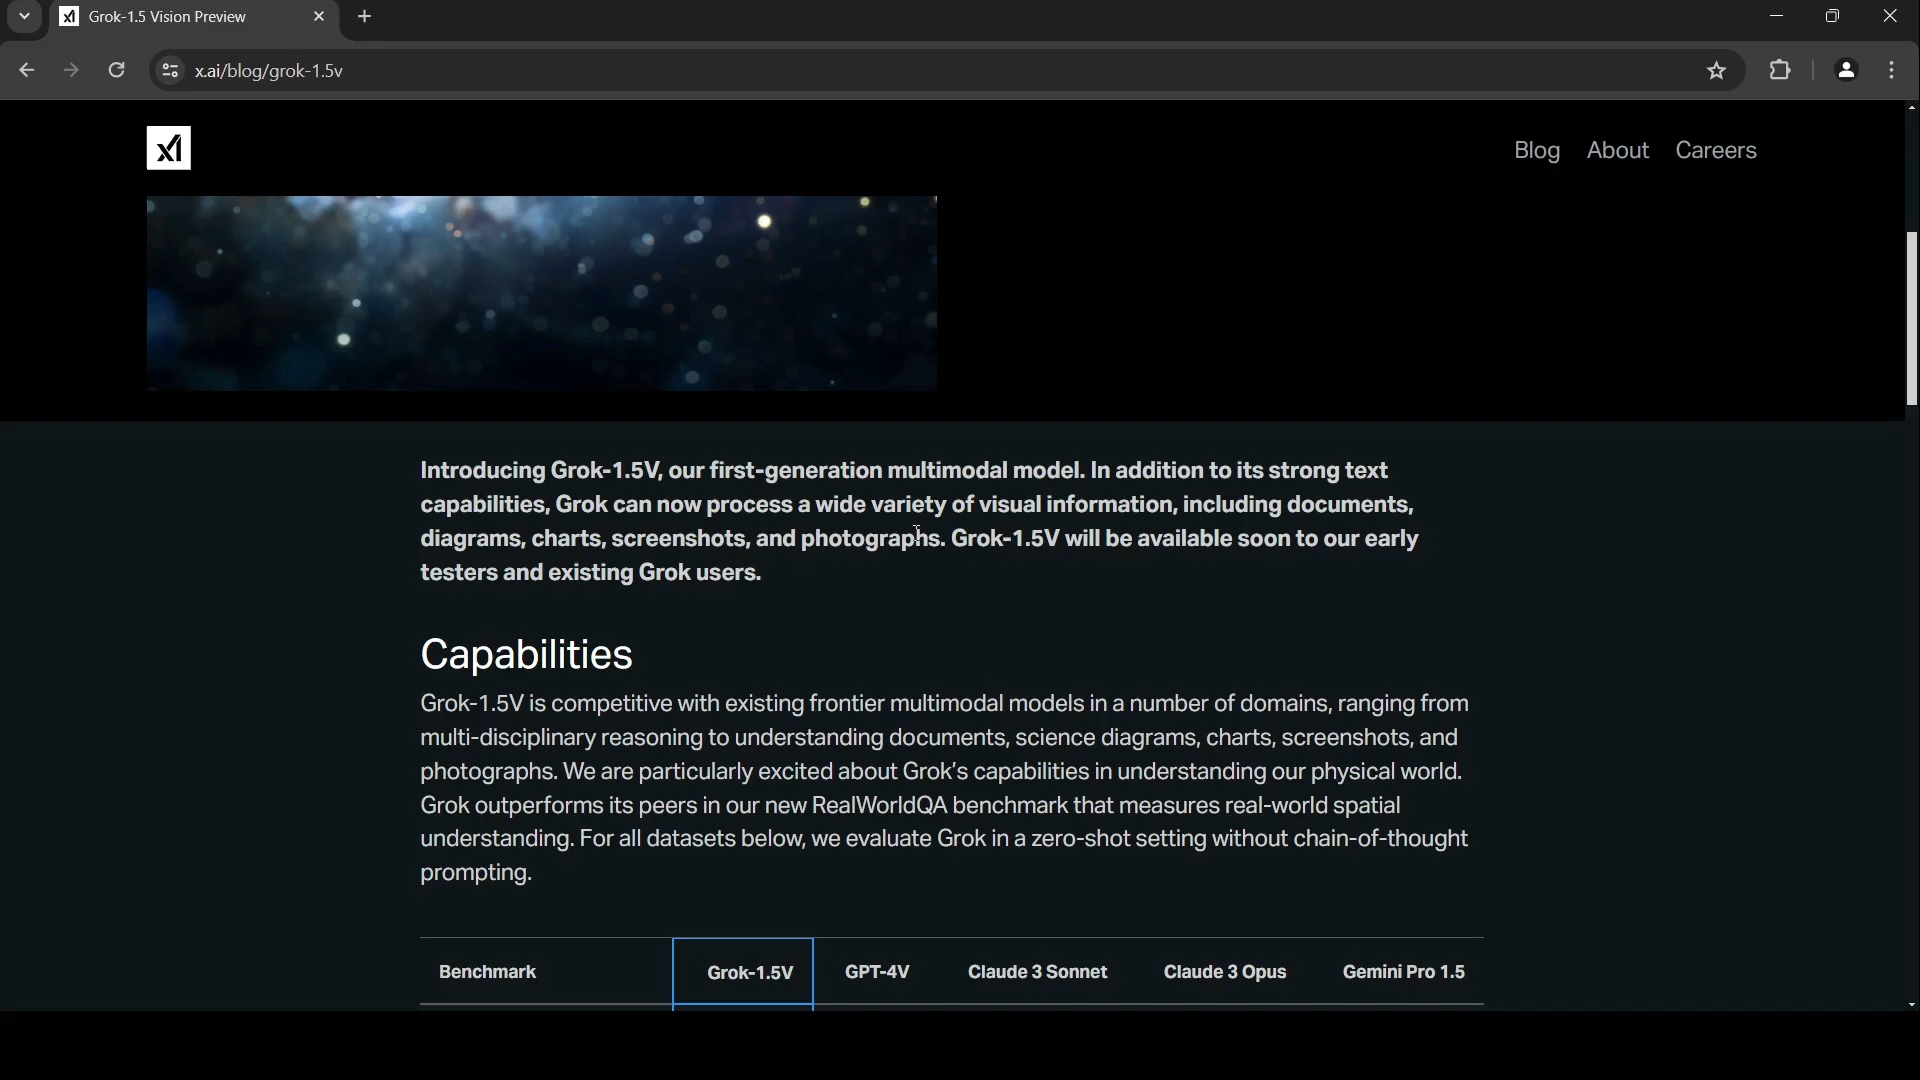 Grok-1.5 Vision Preview
x.ai/blog/grok-1.5v
xI
Blog About Careers
Introducing Grok-1.5V, our first-generation multimodal model. In addition to its strong text
capabilities, Grok can now process a wide variety of visual information, including documents,
diagrams, charts, screenshots, and photographs. Grok-1.5V will be available soon to our early
testers and existing Grok users.
Capabilities
Grok-1.5V is competitive with existing frontier multimodal models in a number of domains, ranging from
multi-disciplinary reasoning to understanding documents, science diagrams, charts, screenshots, and
photographs. We are particularly excited about Grok’s capabilities in understanding our physical world.
Grok outperforms its peers in our new RealWorldQA benchmark that measures real-world spatial
understanding. For all datasets below, we evaluate Grok in a zero-shot setting without chain-of-thought
prompting.
Benchmark Grok-1.5V GPT-4V Claude 3 Sonnet Claude 3 Opus Gemini Pro 1.5